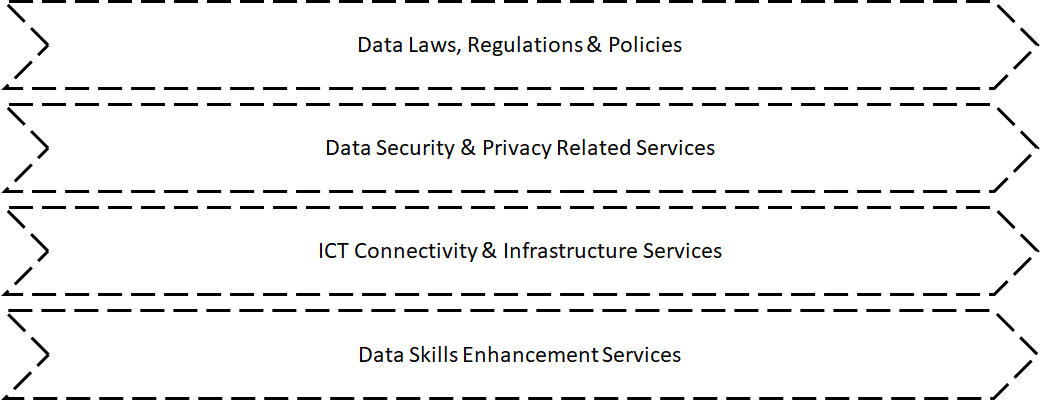 Data Laws, Regulations & Policies
Data Security & Privacy Related Services
ICT Connectivity & Infrastructure Services
Data Skills Enhancement Services